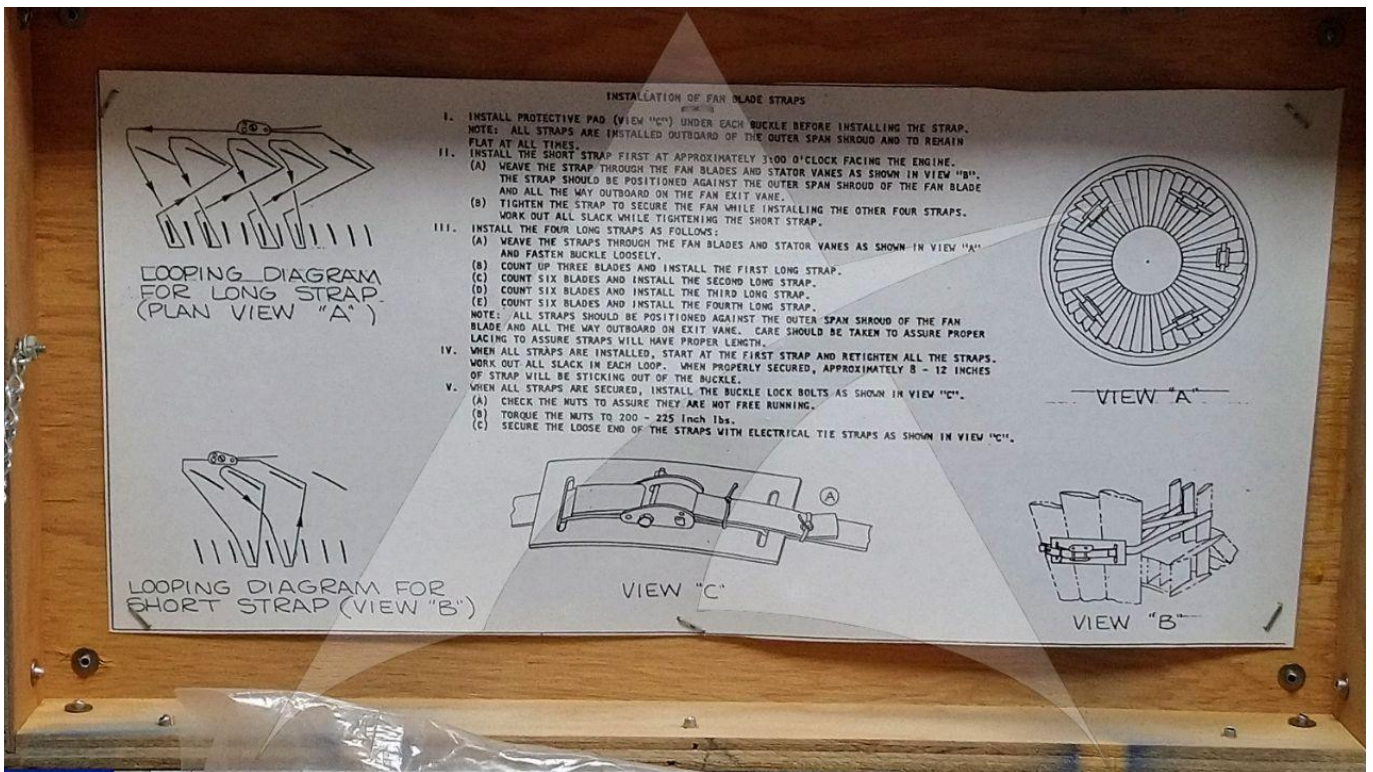 INSTALLATION OF FAN BLADE STRAPS
I. INSTALL PROTECTIVE PAD (VIEW "C") UNDER EACH BUCKLE BEFORE INSTALLING THE STRAP.
NOTE: ALL STRAPS ARE INSTALLED OUTBOARD OF THE OUTER SPAN SHROUD AND TO REMAIN
FLAT AT ALL TIMES.
II. INSTALL THE SHORT STRAP FIRST AT APPROXIMATELY 3:00 O'CLOCK FACING THE ENGINE.
(A) WEAVE THE STRAP THROUGH THE FAN BLADES AND STATOR VANES AS SHOWN IN VIEW "B".
THE STRAP SHOULD BE POSITIONED AGAINST THE OUTER SPAN SHROUD OF THE FAN BLADE
AND ALL THE WAY OUTBOARD ON THE FAN EXIT VANE.
(B) TIGHTEN THE STRAP TO SECURE THE FAN WHILE INSTALLING THE OTHER FOUR STRAPS.
WORK OUT ALL SLACK WHILE TIGHTENING THE SHORT STRAP.
III. INSTALL THE FOUR LONG STRAPS AS FOLLOWS:
(A) WEAVE THE STRAPS THROUGH THE FAN BLADES AND STATOR VANES AS SHOWN IN VIEW "A"
AND FASTEN BUCKLE LOOSELY.
(B) COUNT UP THREE BLADES AND INSTALL THE FIRST LONG STRAP.
(C) COUNT SIX BLADES AND INSTALL THE SECOND LONG STRAP.
(D) COUNT SIX BLADES AND INSTALL THE THIRD LONG STRAP.
(E) COUNT SIX BLADES AND INSTALL THE FOURTH LONG STRAP.
NOTE: ALL STRAPS SHOULD BE POSITIONED AGAINST THE OUTER SPAN SHROUD OF THE FAN
BLADE AND ALL THE WAY OUTBOARD ON EXIT VANE. CARE SHOULD BE TAKEN TO ASSURE PROPER
LACING TO ASSURE STRAPS WILL HAVE PROPER LENGTH.
IV. WHEN ALL STRAPS ARE INSTALLED, START AT THE FIRST STRAP AND RETIGHTEN ALL THE STRAPS.
WORK OUT ALL SLACK IN EACH LOOP. WHEN PROPERLY SECURED, APPROXIMATELY 8 - 12 INCHES
OF STRAP WILL BE STICKING OUT OF THE BUCKLE.
V. WHEN ALL STRAPS ARE SECURED, INSTALL THE BUCKLE LOCK BOLTS AS SHOWN IN VIEW "C".
(A) CHECK THE NUTS TO ASSURE THEY ARE NOT FREE RUNNING.
(B) TORQUE THE NUTS TO 200 - 225 Inch lbs.
(C) SECURE THE LOOSE END OF THE STRAPS WITH ELECTRICAL TIE STRAPS AS SHOWN IN VIEW "C".
LOOPING DIAGRAM
FOR LONG STRAP
(PLAN VIEW "A")
VIEW "A"
LOOPING DIAGRAM FOR
SHORT STRAP (VIEW "B")
A
VIEW "C"
VIEW "B"